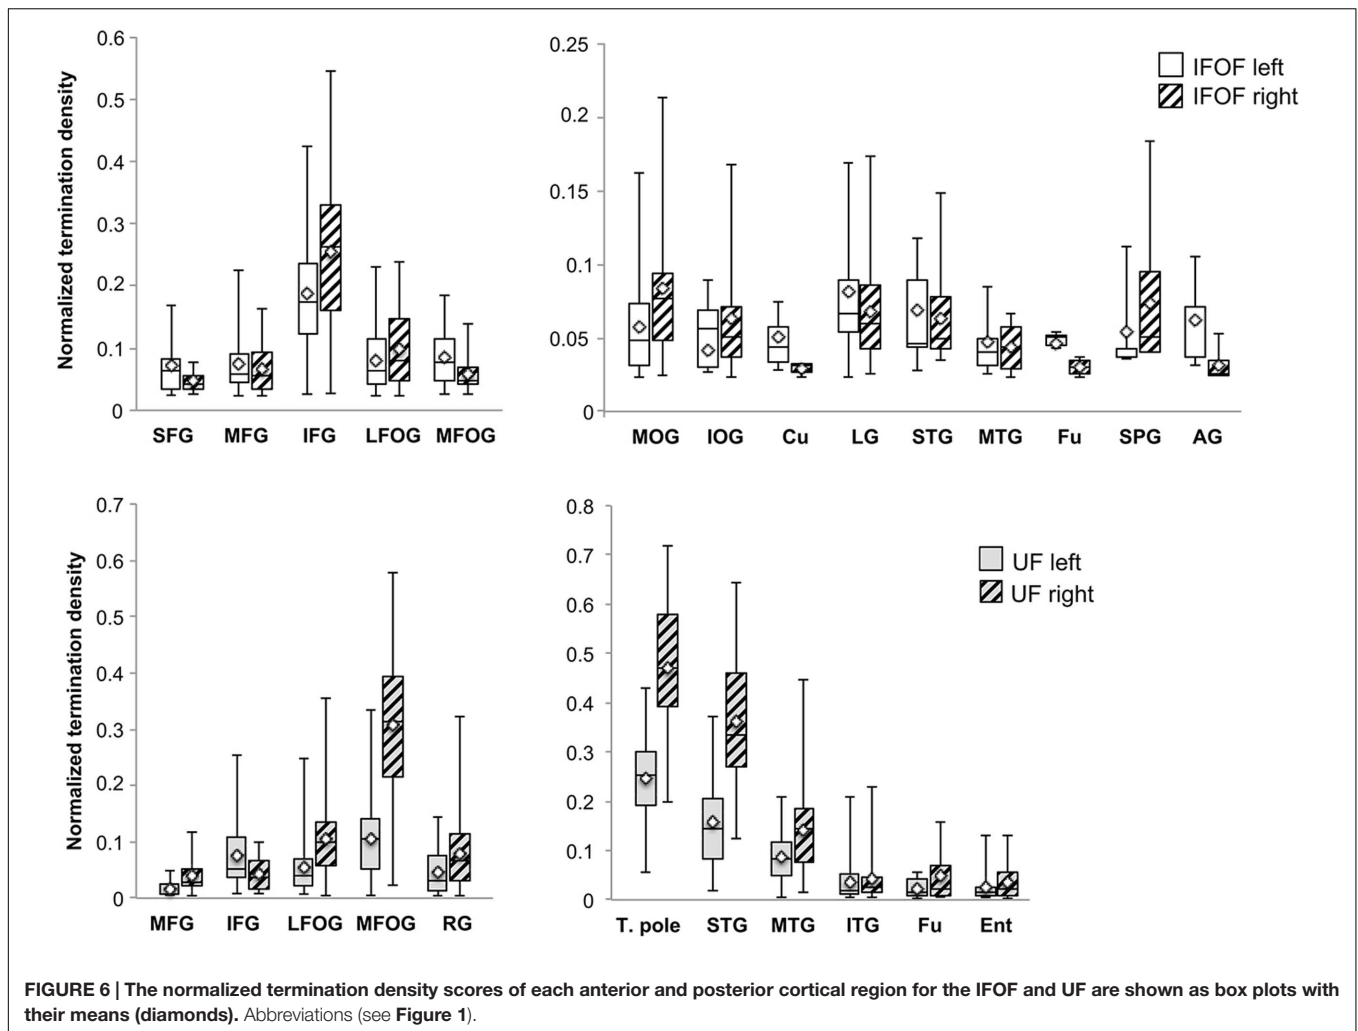 Normalized termination density
0.6
0.5
0.4
0.3
0.2
0.1
0
SFG MFG IFG LFOG MFOG
0.25
0.2
0.15
0.1
0.05
0
MOG IOG Cu LG STG MTG Fu SPG AG
IFOF left
IFOF right
Normalized termination density
0.7
0.6
0.5
0.4
0.3
0.2
0.1
0
MFG IFG LFOG MFOG RG
0.8
0.7
0.6
0.5
0.4
0.3
0.2
0.1
0
T. pole STG MTG ITG Fu Ent
UF left
UF right
FIGURE 6 | The normalized termination density scores of each anterior and posterior cortical region for the IFOF and UF are shown as box plots with
their means (diamonds). Abbreviations (see Figure 1).